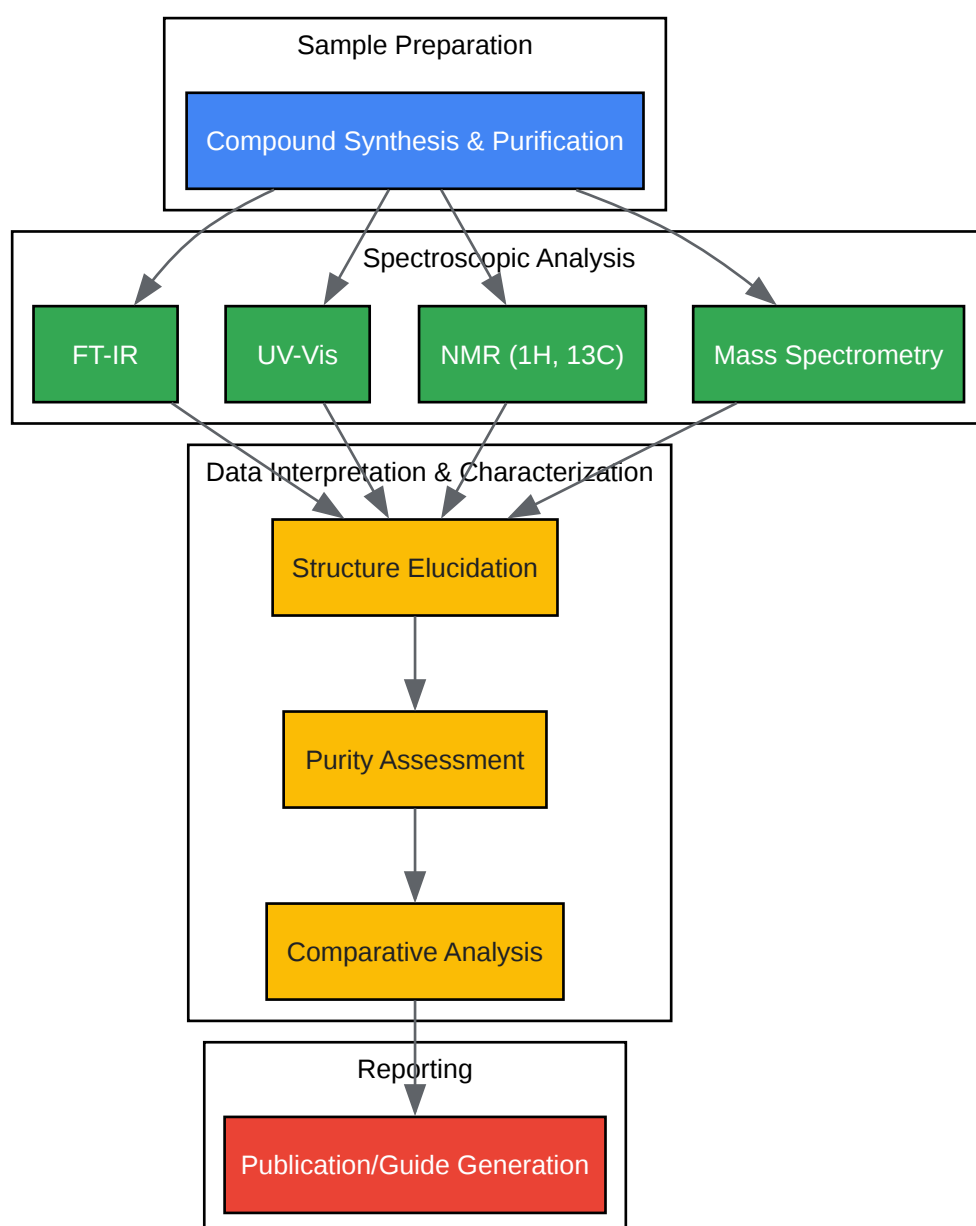 Sample Preparation
Compound Synthesis & Purification
Spectroscopic Analysis
FT-IR
UV-Vis
NMR (1H, 13C)
Mass Spectrometry
Data Interpretation & Characterization
Structure Elucidation
Purity Assessment
Comparative Analysis
Reporting
Publication/Guide Generation